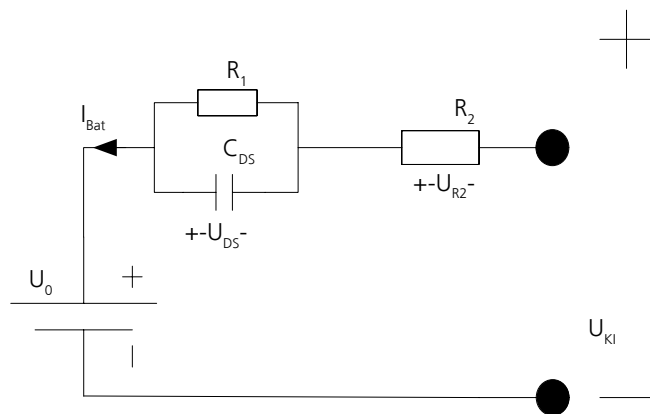 R1
R2
IBat
CDS
+-UR2-
+-UDS-
U0
+
UKl